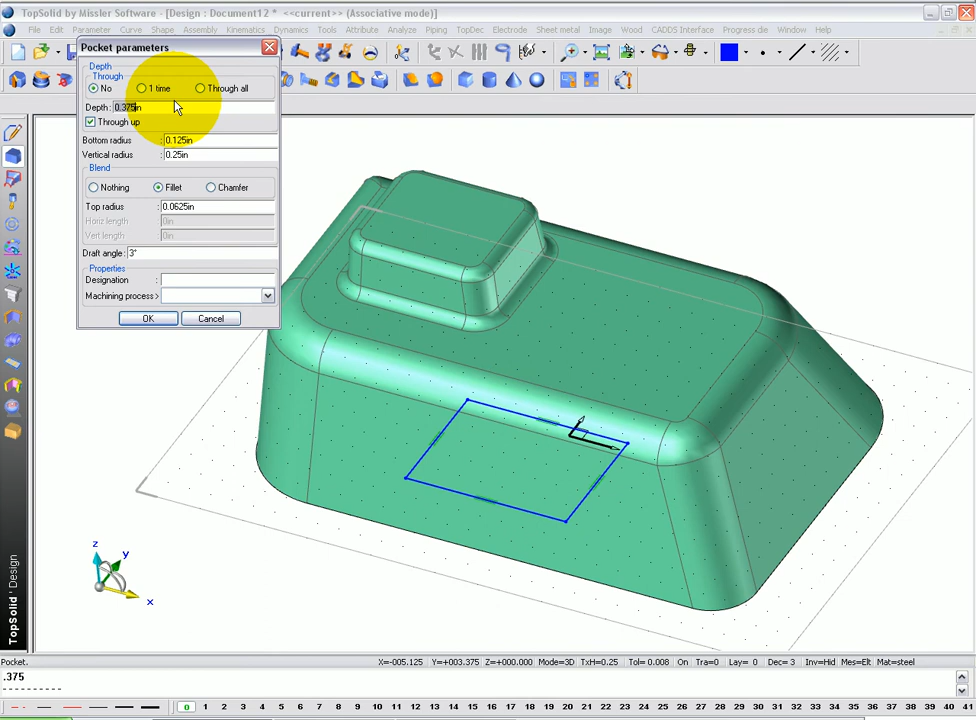 TopSolid by Missler Software - [Design : Document12 * <<current>> (Associative mode)]
File Edit Parameter Curve Shape Assembly Kinematics Dynamics Tools Attribute Analyze Electrode Sheet metal Image Wood CADDS Interface Piping TopDec User drawing Progress die Window ?
Pocket parameters
Depth
Through
No 1 time Through all
Depth : 0.375in
Through up
Bottom radius : 0.125in
Vertical radius : 0.25in
Blend
Nothing Fillet Chamfer
Top radius : 0.0625in
Horiz length : 0in
Vert length : 0in
Draft angle : 3°
Properties
Designation :
Machining process >
OK Cancel
z
y
x
TopSolid ' Design
Pocket. X=-005.125 Y=+003.375 Z=+000.000 Mode=3D TxH=0.25 Tol= 0.008 On Tra=0 Lay= 0 Dec= 3 Inv=Hid Mes=Elt Mat=steel
.375
-----------
0 1 2 3 4 5 6 7 8 9 10 11 12 13 14 15 16 17 18 19 20 21 22 23 24 25 26 27 28 29 30 31 32 33 34 35 36 37 38 39 40 41